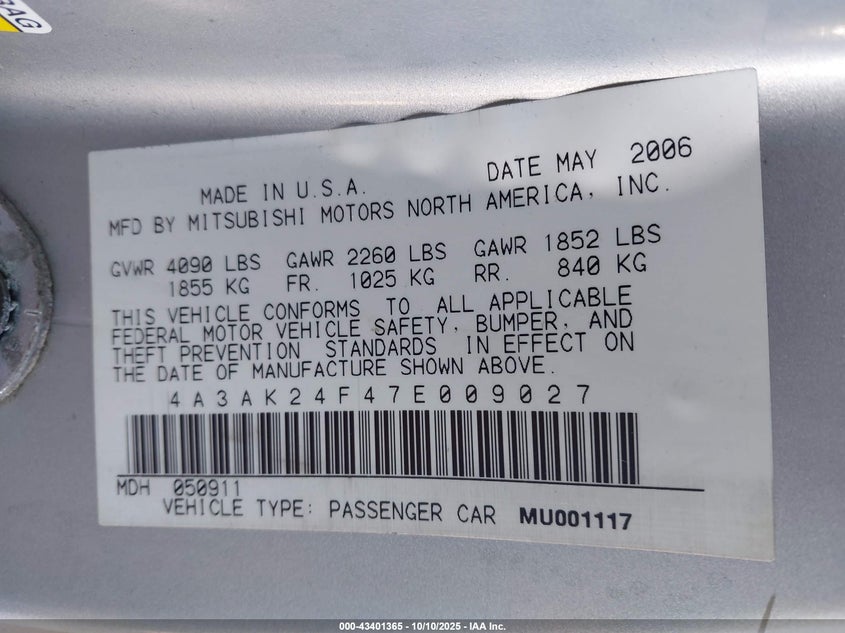 BAG
DATE MAY 2006
MADE IN U.S.A.
MFD BY MITSUBISHI MOTORS NORTH AMERICA, INC.
GVWR 4090 LBS GAWR 2260 LBS GAWR 1852 LBS
1855 KG FR. 1025 KG RR. 840 KG
THIS VEHICLE CONFORMS TO ALL APPLICABLE
FEDERAL MOTOR VEHICLE SAFETY, BUMPER, AND
THEFT PREVENTION STANDARDS IN EFFECT ON
THE DATE OF MANUFACTURE SHOWN ABOVE.
4A3AK24F47E009027
MDH 050911
VEHICLE TYPE: PASSENGER CAR MU001117
000-43401365 - 10/10/2025 - IAA Inc.